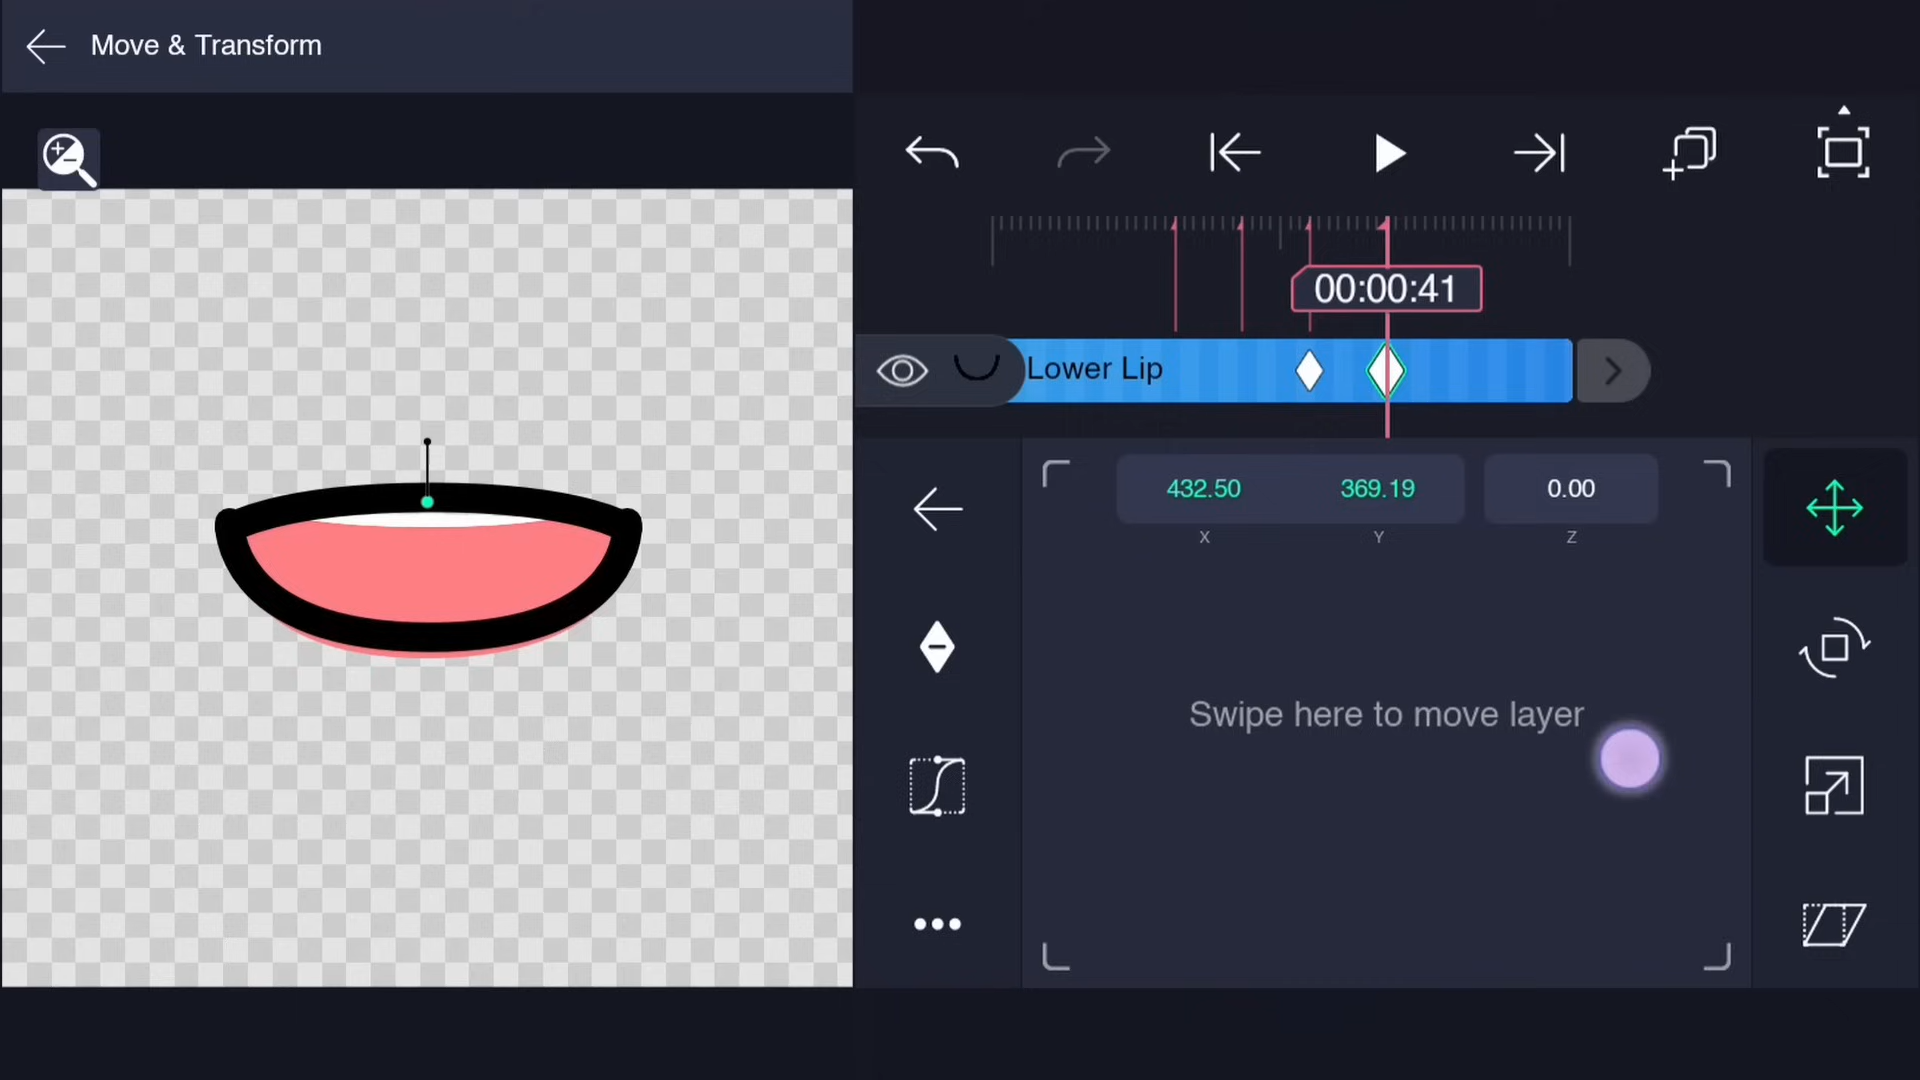 Move & Transform
00:00:41
Lower Lip
432.50 369.19 0.00
X Y Z
Swipe here to move layer